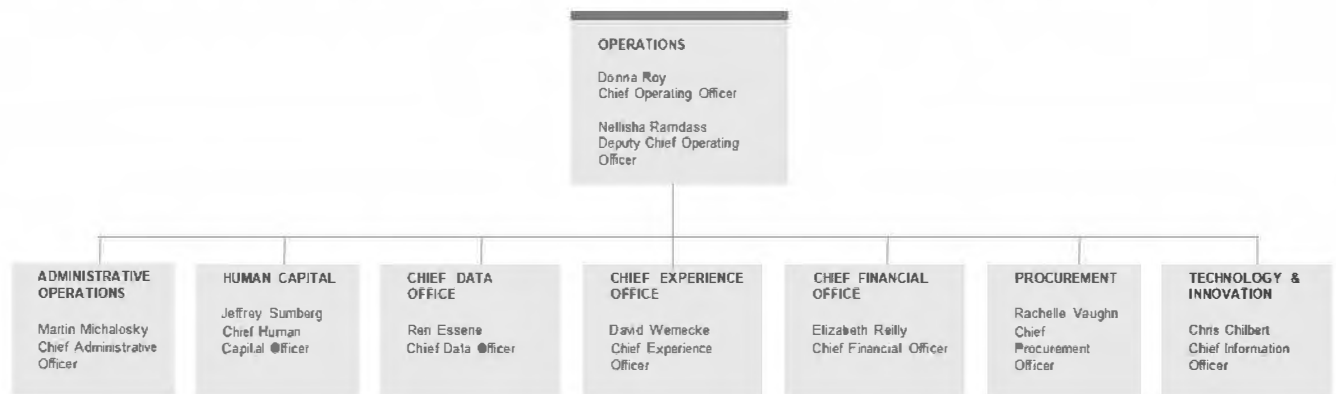 OPERATIONS
Donna Roy
Chief Operating Officer
Nellisha Ramdass
Deputy Chief Operating
Officer
ADMINISTRATIVE
OPERATIONS
Martin Michalosky
Chief Administrative
Officer
HUMAN CAPITAL
Jeffrey Sumberg
Chief Human
Capital Officer
CHIEF DATA
OFFICE
Ren Essene
Chief Data Officer
CHIEF EXPERIENCE
OFFICE
David Wernecke
Chief Experience
Officer
CHIEF FINANCIAL
OFFICE
Elizabeth Reilly
Chief Financial Officer
PROCUREMENT
Rachelle Vaughn
Chief
Procurement
Officer
TECHNOLOGY &
INNOVATION
Chris Chilbert
Chief Information
Officer